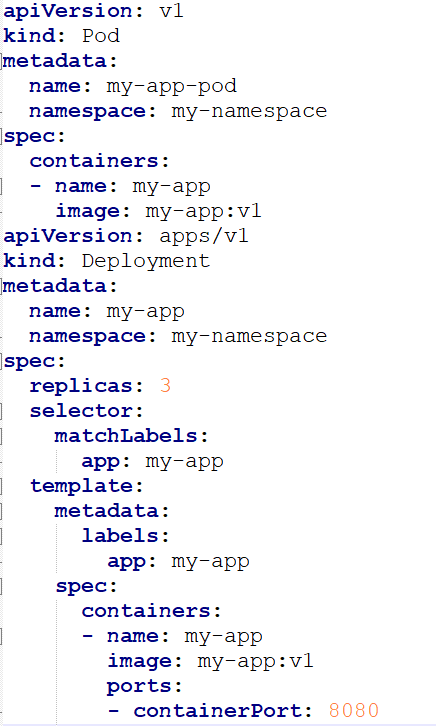 apiVersion: v1
kind: Pod
metadata:
  name: my-app-pod
  namespace: my-namespace
spec:
  containers:
  - name: my-app
    image: my-app:v1
apiVersion: apps/v1
kind: Deployment
metadata:
  name: my-app
  namespace: my-namespace
spec:
  replicas: 3
  selector:
    matchLabels:
      app: my-app
  template:
    metadata:
      labels:
        app: my-app
    spec:
      containers:
      - name: my-app
        image: my-app:v1
        ports:
        - containerPort: 8080